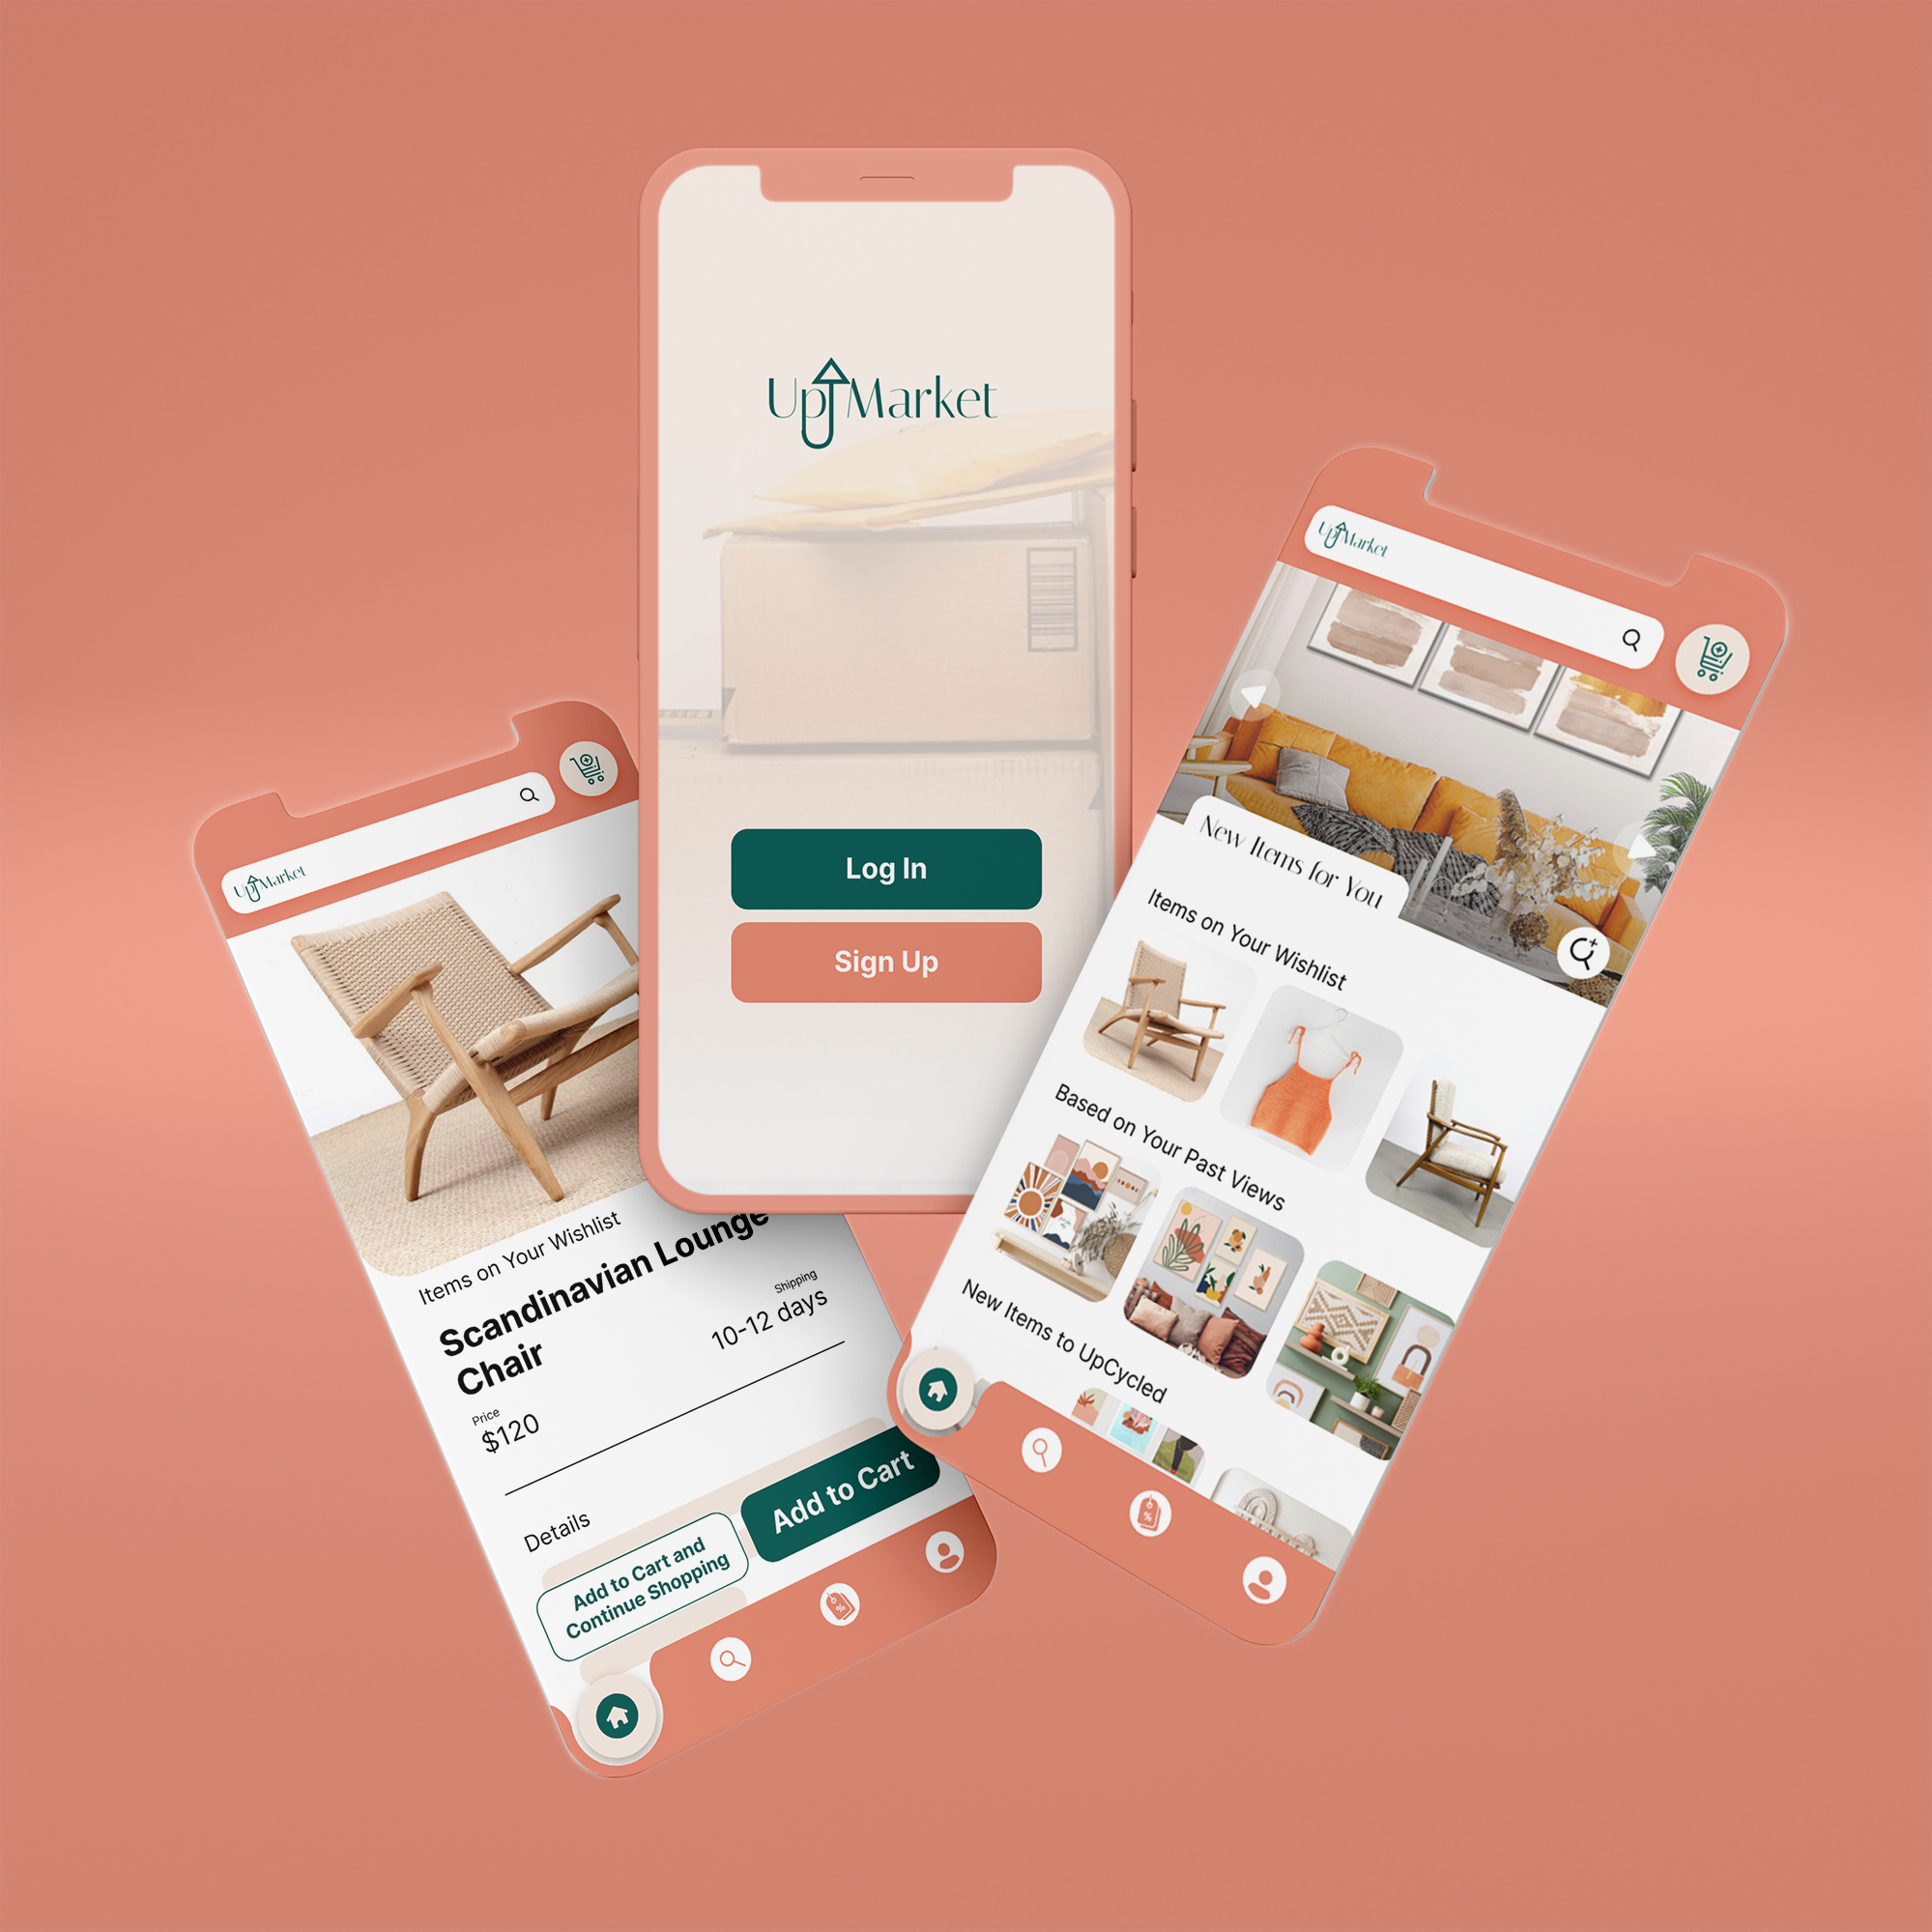 UpMarket
Log In
Sign Up
UpMarket
Items on Your Wishlist
Scandinavian Lounge
Chair
Shipping
10-12 days
Price
$120
Details
Add to Cart and
Continue Shopping
Add to Cart
%
UpMarket
New Items for You
Items on Your Wishlist
Based on Your Past Views
New Items to UpCycled
%